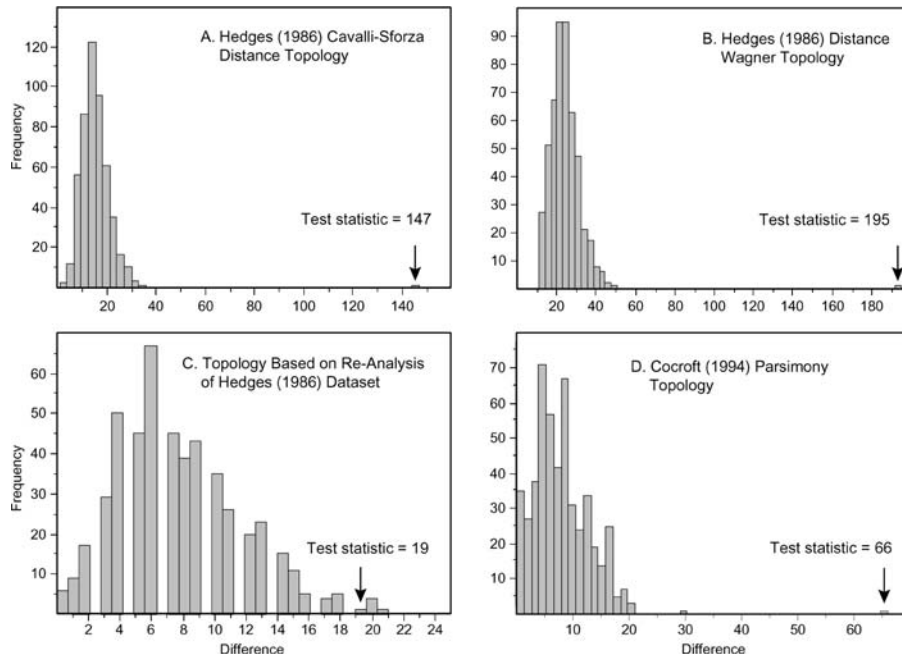 A. Hedges (1986) Cavalli-Sforza
Distance Topology
Frequency
120
100
80
60
40
20
Test statistic = 147
20 40 60 80 100 120 140
B. Hedges (1986) Distance
Wagner Topology
90
80
70
60
50
40
30
20
10
Test statistic = 195
20 40 60 80 100 120 140 160 180
C. Topology Based on Re-Analysis
of Hedges (1986) Dataset
Frequency
60
50
40
30
20
10
Test statistic = 19
2 4 6 8 10 12 14 16 18 20 22 24
Difference
D. Cocroft (1994) Parsimony
Topology
80
70
60
50
40
30
20
10
Test statistic = 66
10 20 30 40 50 60
Difference